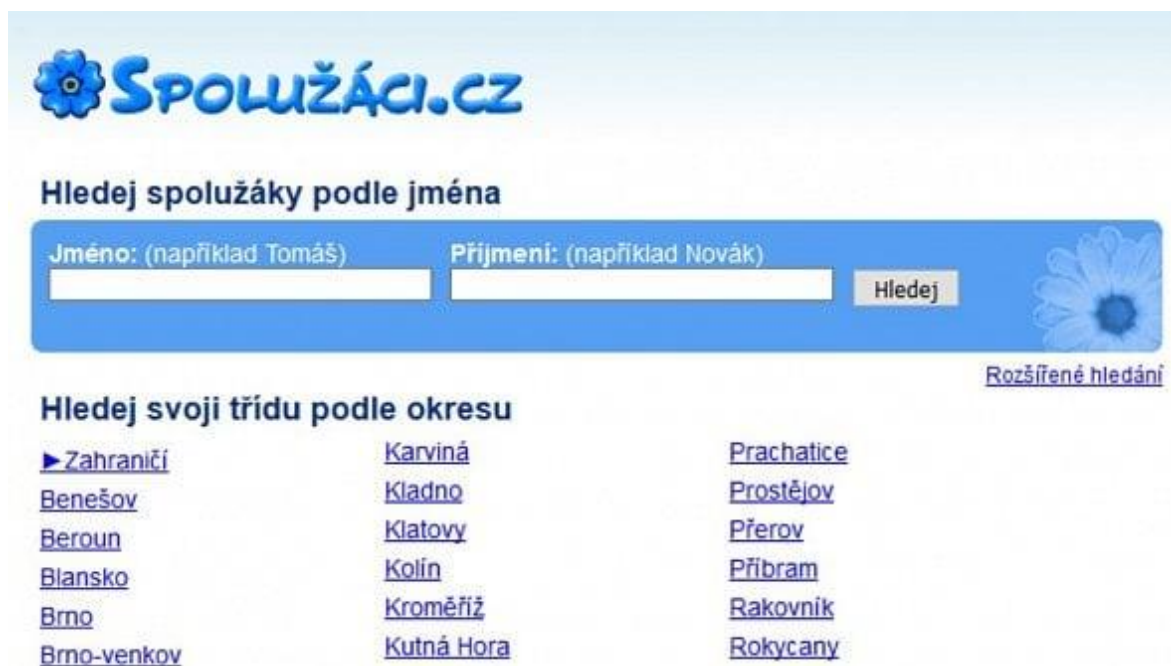 SPOLUŽÁCI.CZ
Hledej spolužáky podle jména
Jméno: (například Tomáš)
Příjmení: (například Novák)
Hledej
Rozšířené hledání
Hledej svoji třídu podle okresu
►Zahraničí
Benešov
Beroun
Blansko
Brno
Brno-venkov
Karviná
Kladno
Klatovy
Kolín
Kroměříž
Kutná Hora
Prachatice
Prostějov
Přerov
Příbram
Rakovník
Rokycany